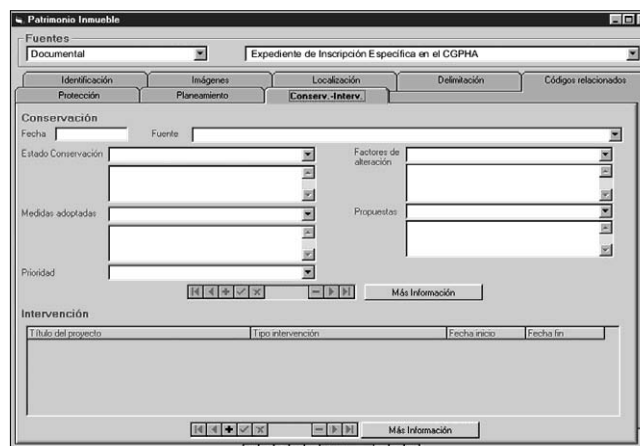 Patrimonio Inmueble
Fuentes
Documental
Expediente de Inscripción Específica en el CGPHA
Identificación
Imágenes
Localización
Delimitación
Códigos relacionados
Protección
Planeamiento
Conserv.-Interv.
Conservación
Fecha
Fuente
Estado Conservación
Factores de
alteración
Medidas adoptadas
Propuestas
Prioridad
Más Información
Intervención
Título del proyecto
Tipo intervención
Fecha inicio
Fecha fin
Más Información